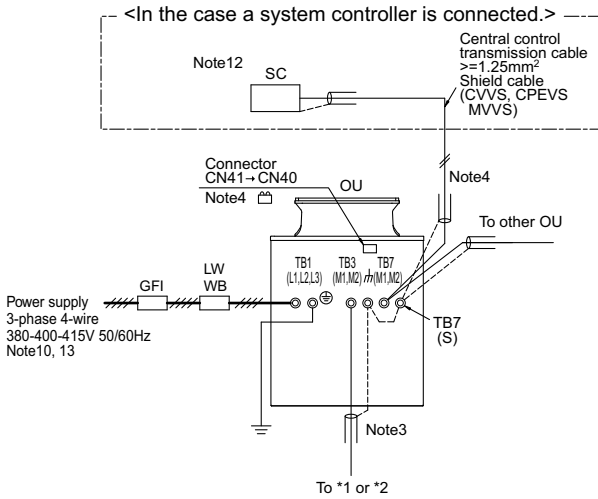 <In the case a system controller is connected.>
Central control
transmission cable
>=1.25mm²
Shield cable
(CVVS, CPEVS
MVVS)
Note12
SC
Connector
CN41→CN40
Note4
OU
Note4
To other OU
TB1
(L1,L2,L3)
TB3
(M1,M2)
TB7
(M1,M2)
LW
GFI
WB
Power supply
3-phase 4-wire
380-400-415V 50/60Hz
Note10, 13
TB7
(S)
Note3
To *1 or *2